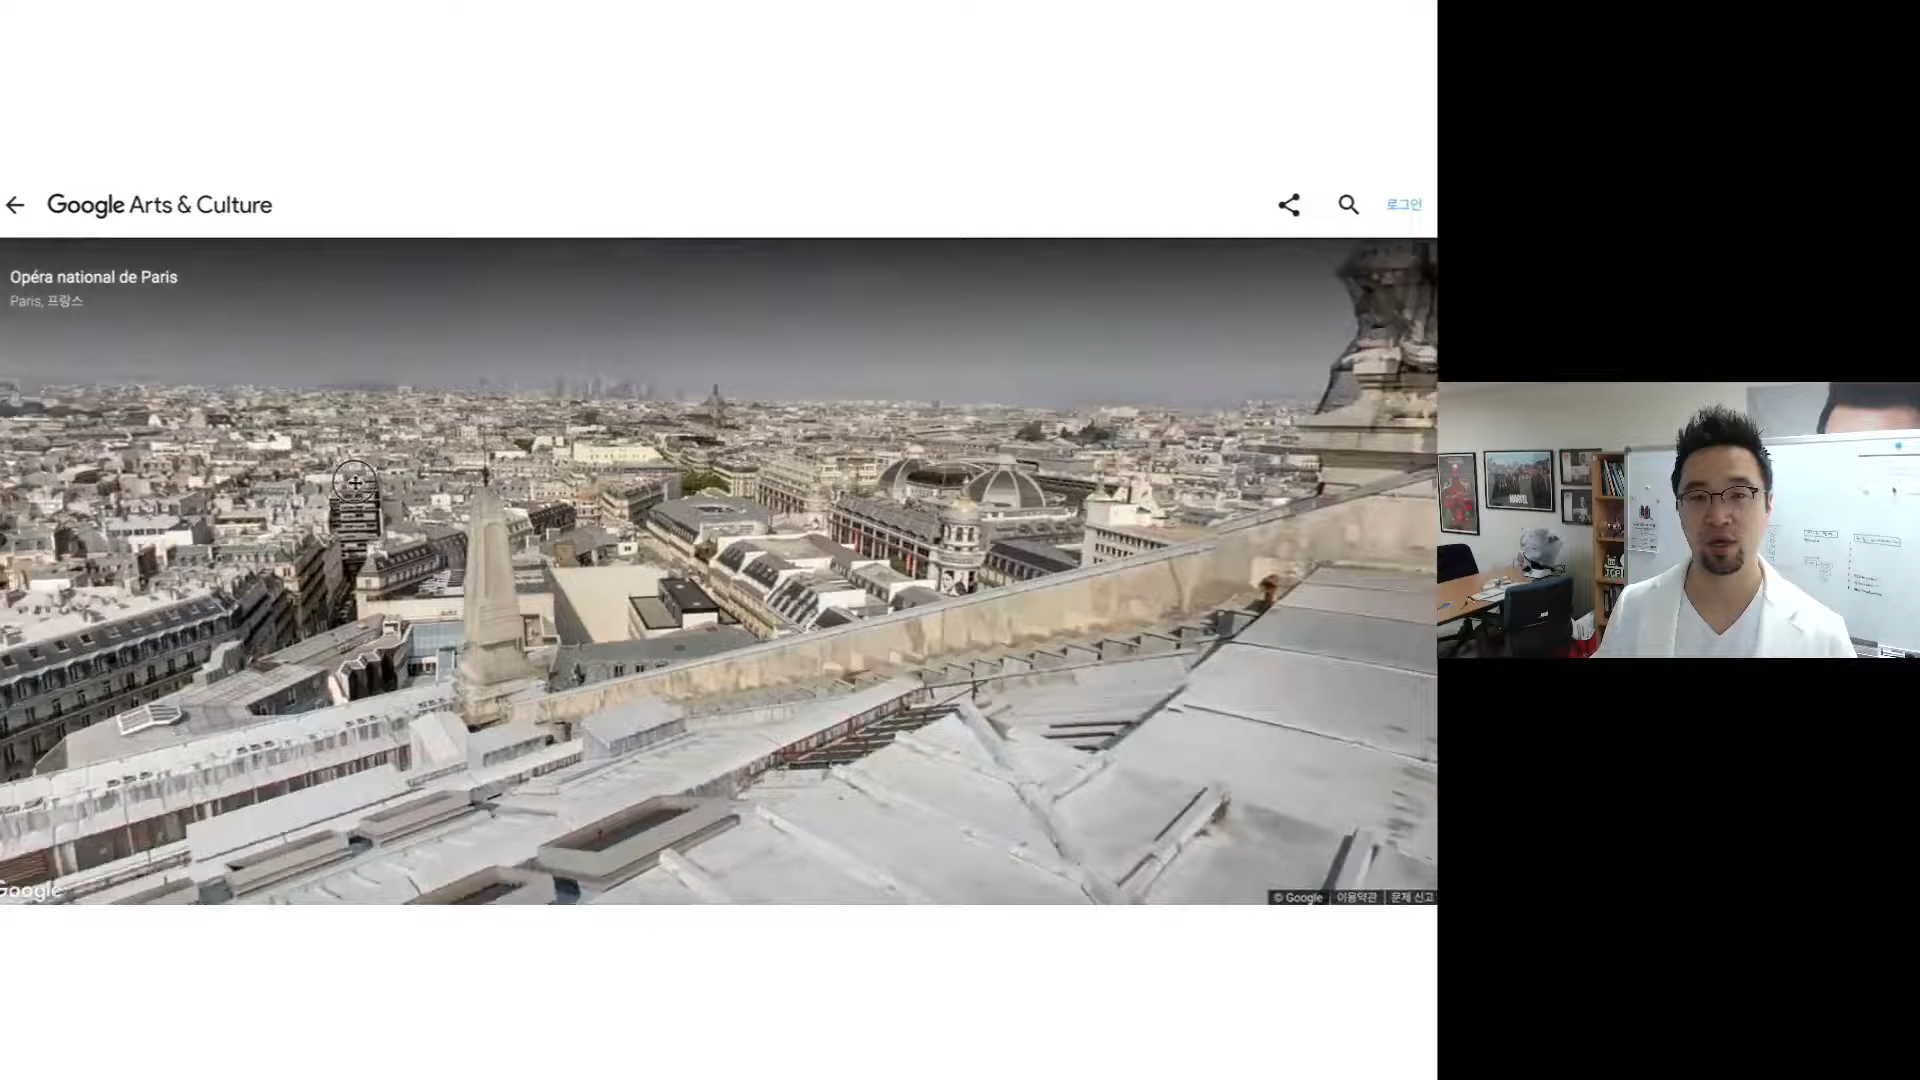 Google Arts & Culture
로그인
Opéra national de Paris
Paris, 프랑스
Google
© Google
이용약관
문제 신고
MARVEL